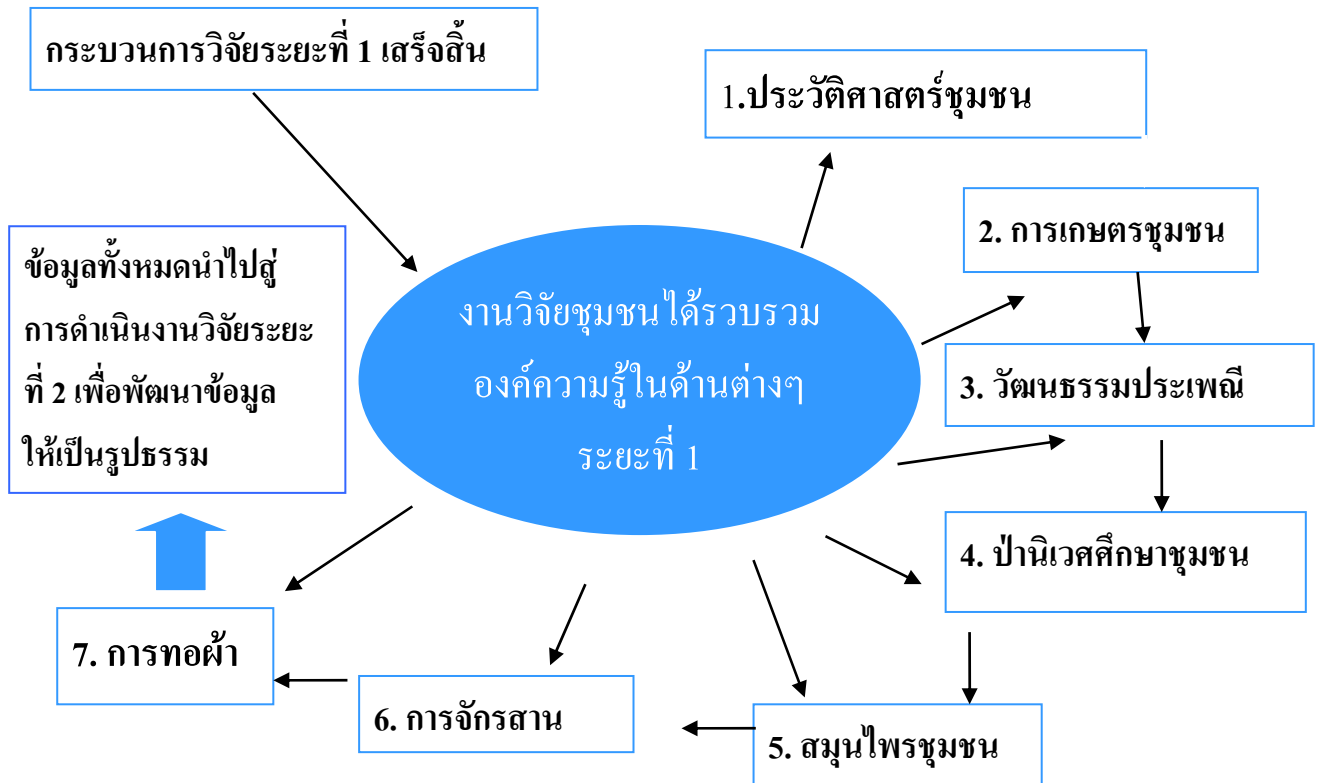 กระบวนการวิจัยระยะที่ 1 เสร็จสิ้น
1.ประวัติศาสตร์ชุมชน
2. การเกษตรชุมชน
ข้อมูลทั้งหมดนำไปสู่
การดำเนินงานวิจัยระยะ
ที่ 2 เพื่อพัฒนาข้อมูล
ให้เป็นรูปธรรม
งานวิจัยชุมชนได้รวบรวม
องค์ความรู้ในด้านต่างๆ
ระยะที่ 1
3. วัฒนธรรมประเพณี
4. ป่านิเวศศึกษาชุมชน
5. สมุนไพรชุมชน
6. การจักรสาน
7. การทอผ้า